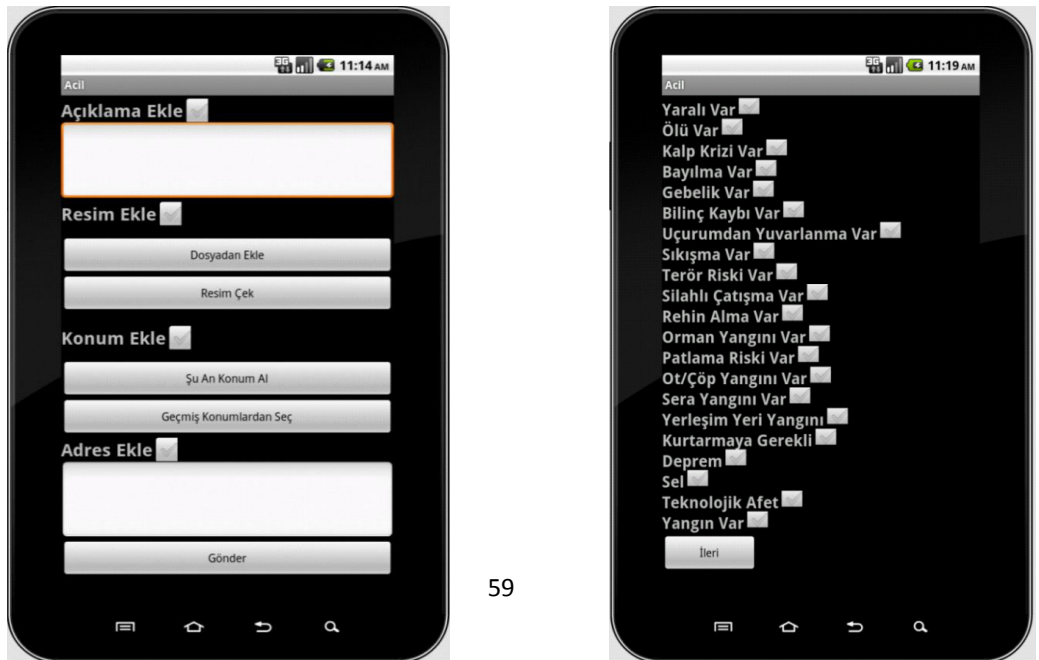 3G 11:14 AM
Acil
Açıklama Ekle
Resim Ekle
Dosyadan Ekle
Resim Çek
Konum Ekle
Şu An Konum Al
Geçmiş Konumlardan Seç
Adres Ekle
Gönder
59
3G 11:19 AM
Acil
Yaralı Var
Ölü Var
Kalp Krizi Var
Bayılma Var
Gebelik Var
Bilinç Kaybı Var
Uçurumdan Yuvarlanma Var
Sıkışma Var
Terör Riski Var
Silahlı Çatışma Var
Rehin Alma Var
Orman Yangını Var
Patlama Riski Var
Ot/Çöp Yangını Var
Sera Yangını Var
Yerleşim Yeri Yangını
Kurtarmaya Gerekli
Deprem
Sel
Teknolojik Afet
Yangın Var
İleri